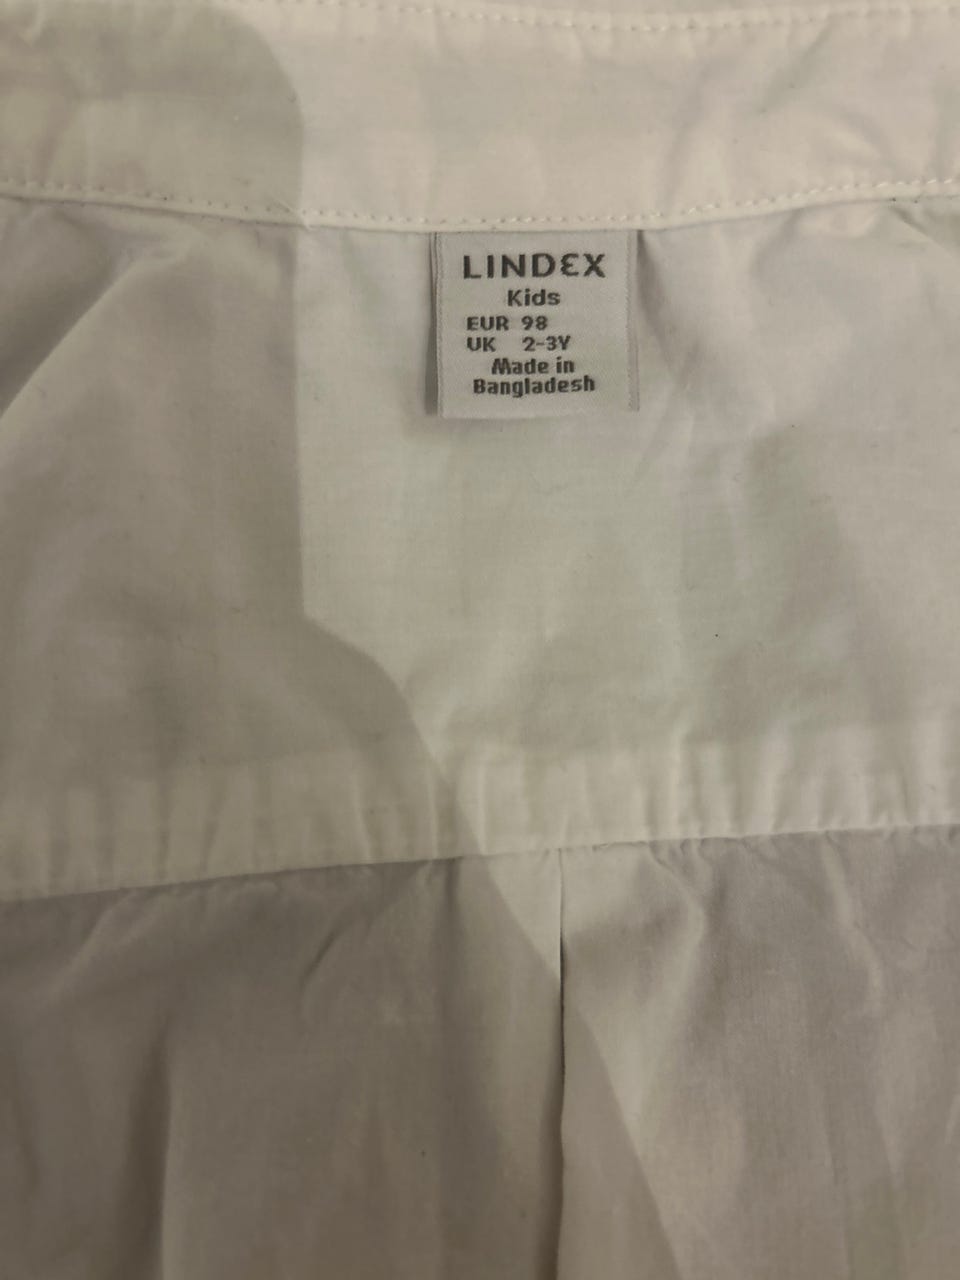 LINDEX
Kids
EUR 98
UK 2-3Y
Made in
Bangladesh